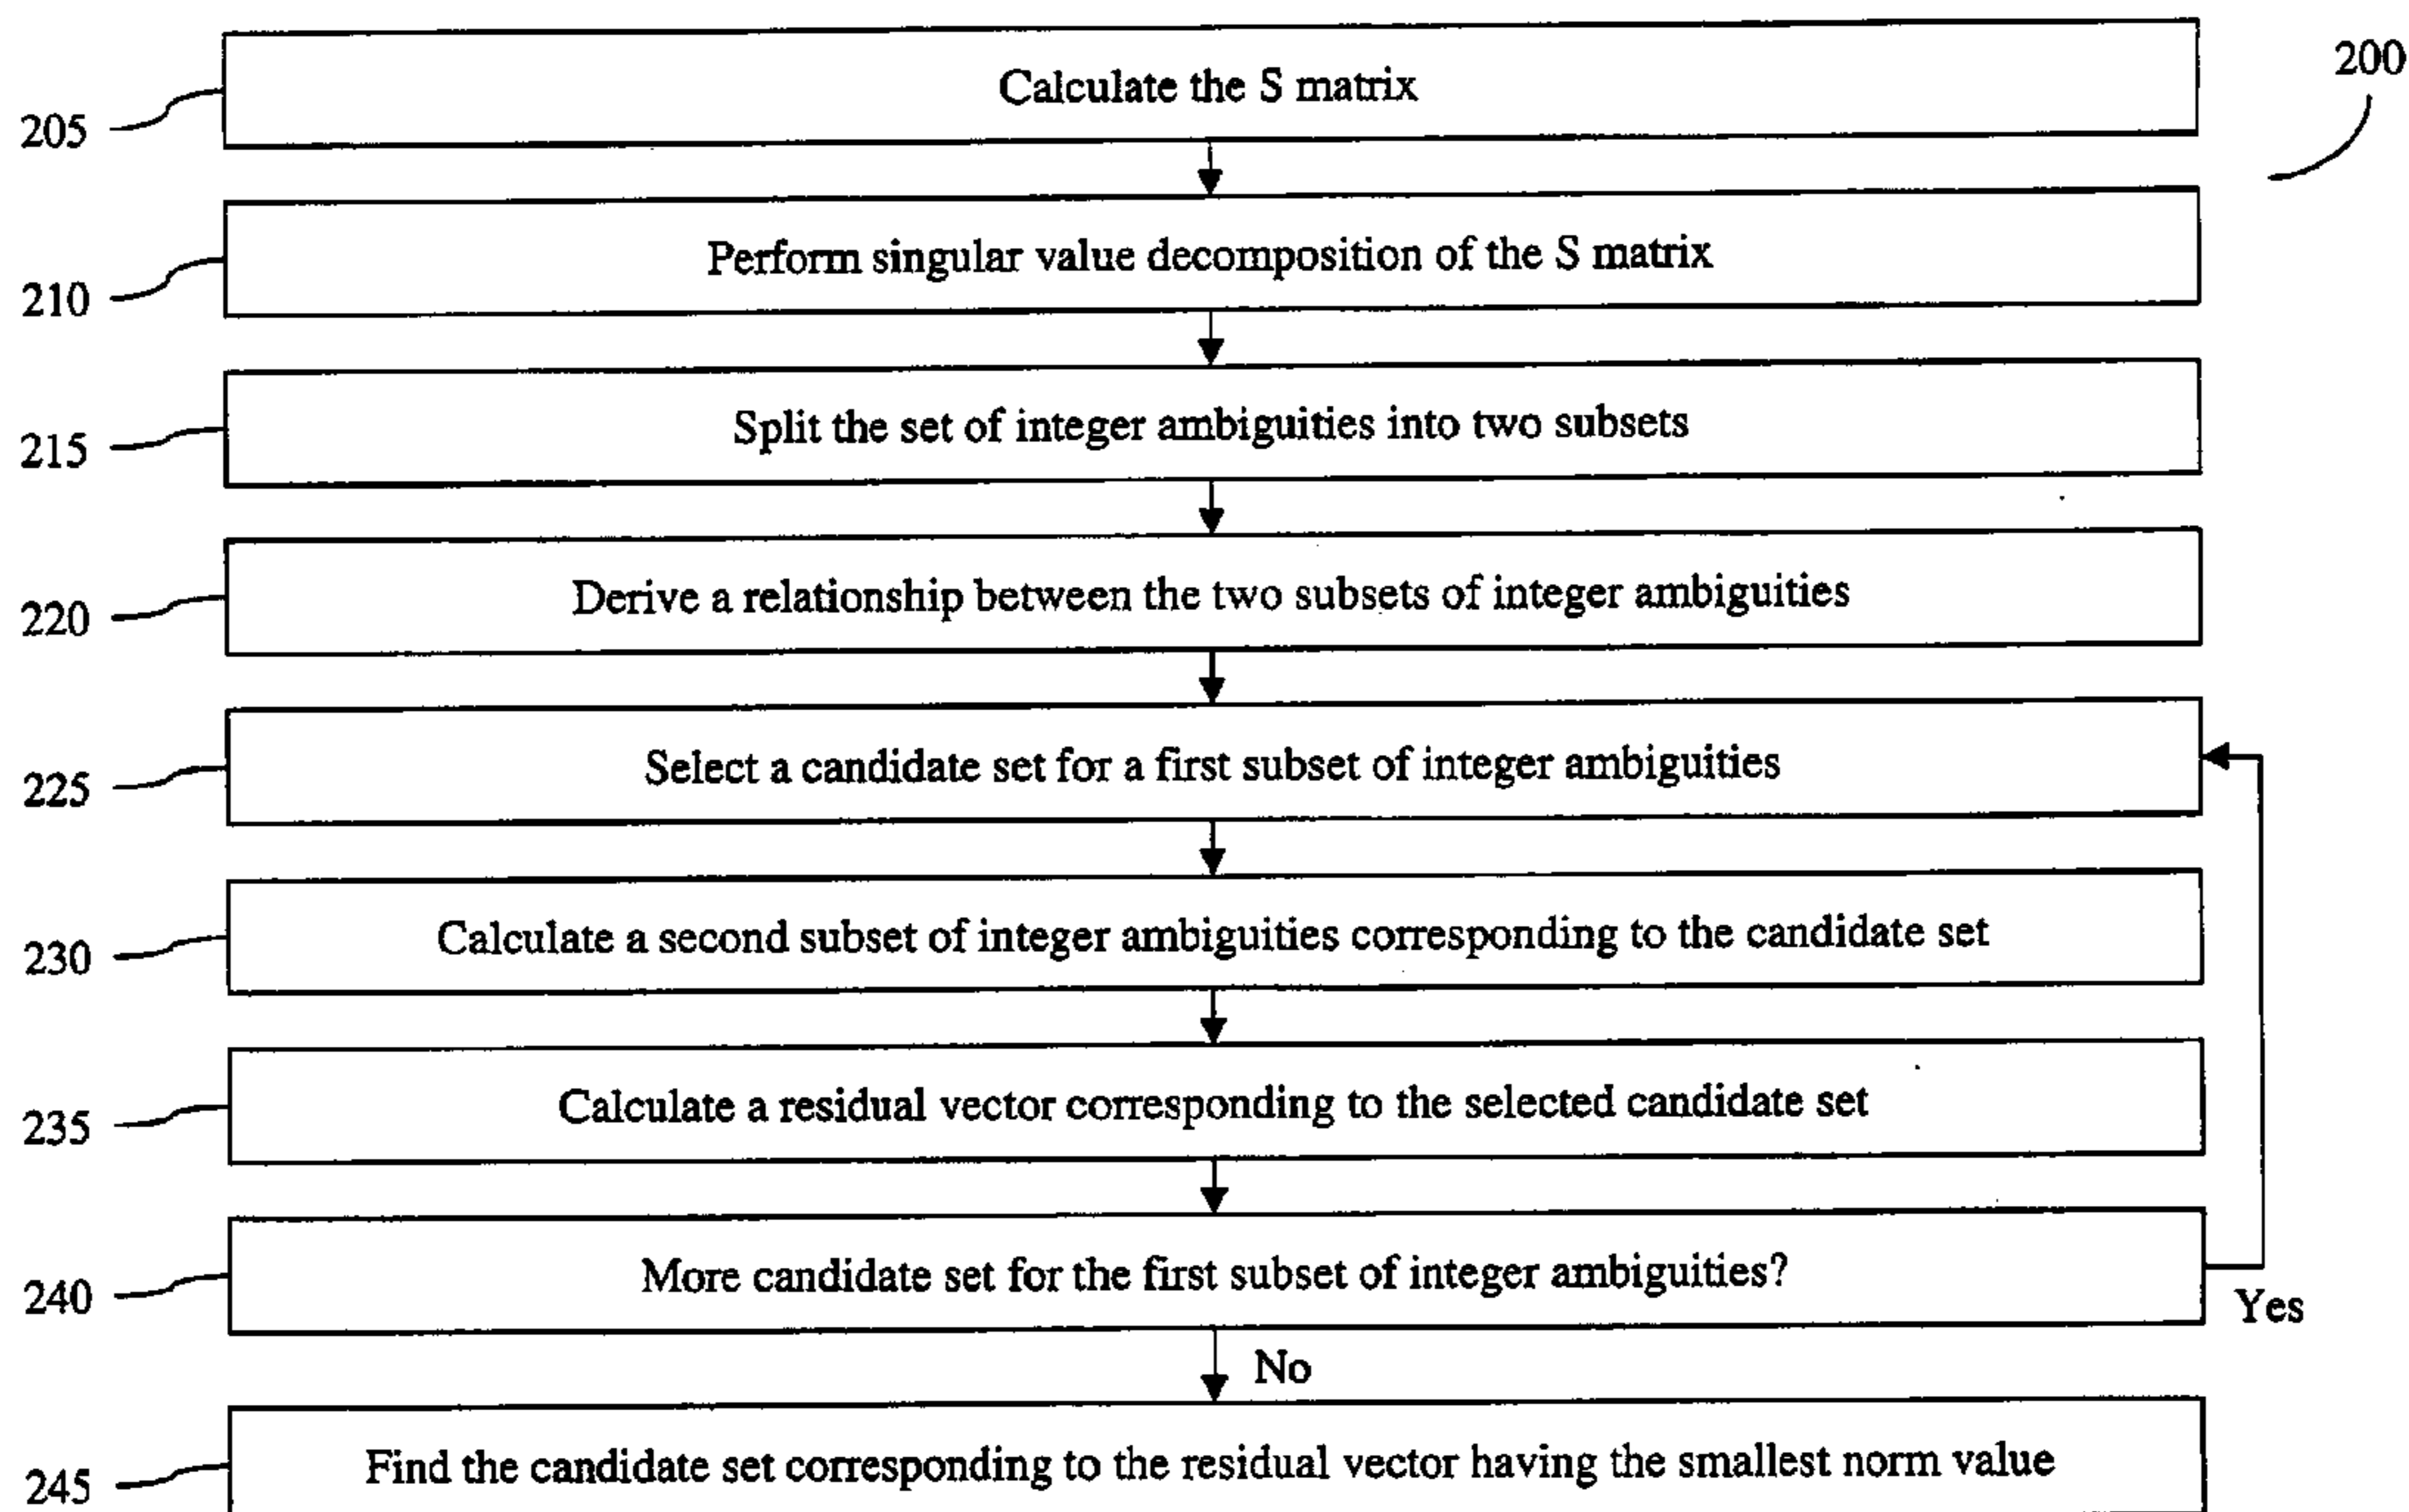 200
Calculate the S matrix
205
Perform singular value decomposition of the S matrix
210
Split the set of integer ambiguities into two subsets
215
Derive a relationship between the two subsets of integer ambiguities
220
Select a candidate set for a first subset of integer ambiguities
225
Calculate a second subset of integer ambiguities corresponding to the candidate set
230
Calculate a residual vector corresponding to the selected candidate set
235
More candidate set for the first subset of integer ambiguities?
240
Yes
No
Find the candidate set corresponding to the residual vector having the smallest norm value
245